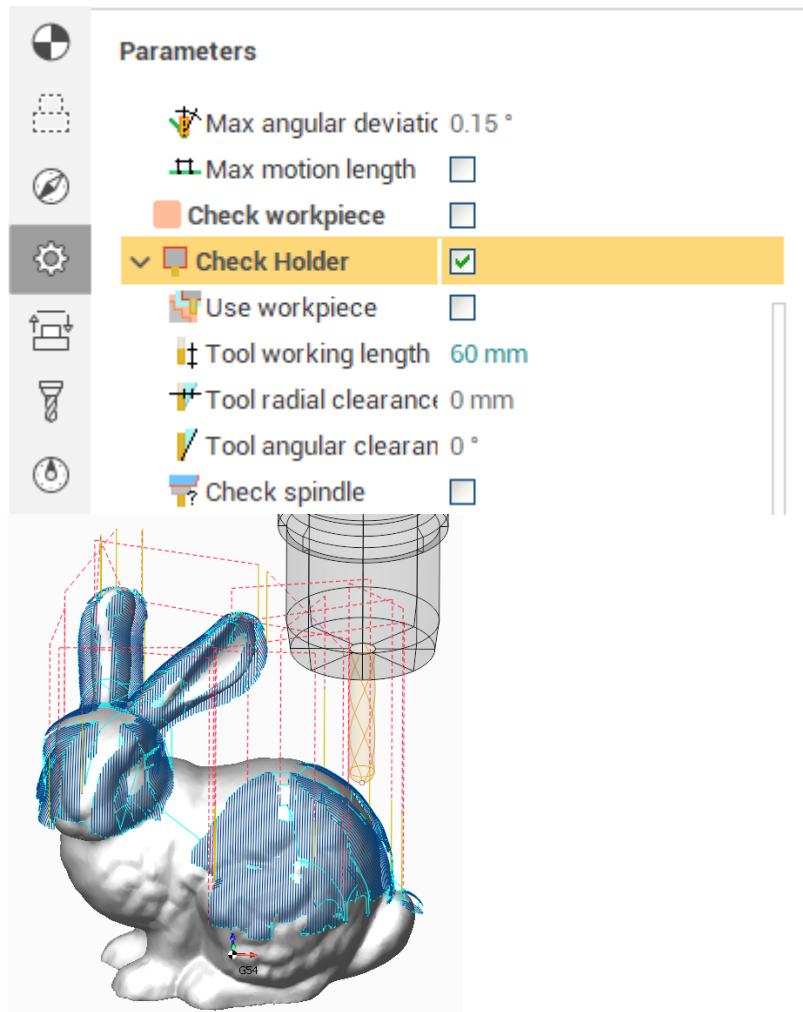 Parameters
Max angular deviatic 0.15 °
Max motion length
Check workpiece
Check Holder
Use workpiece
Tool working length 60 mm
Tool radial clearance 0 mm
Tool angular clearan 0 °
Check spindle
G54